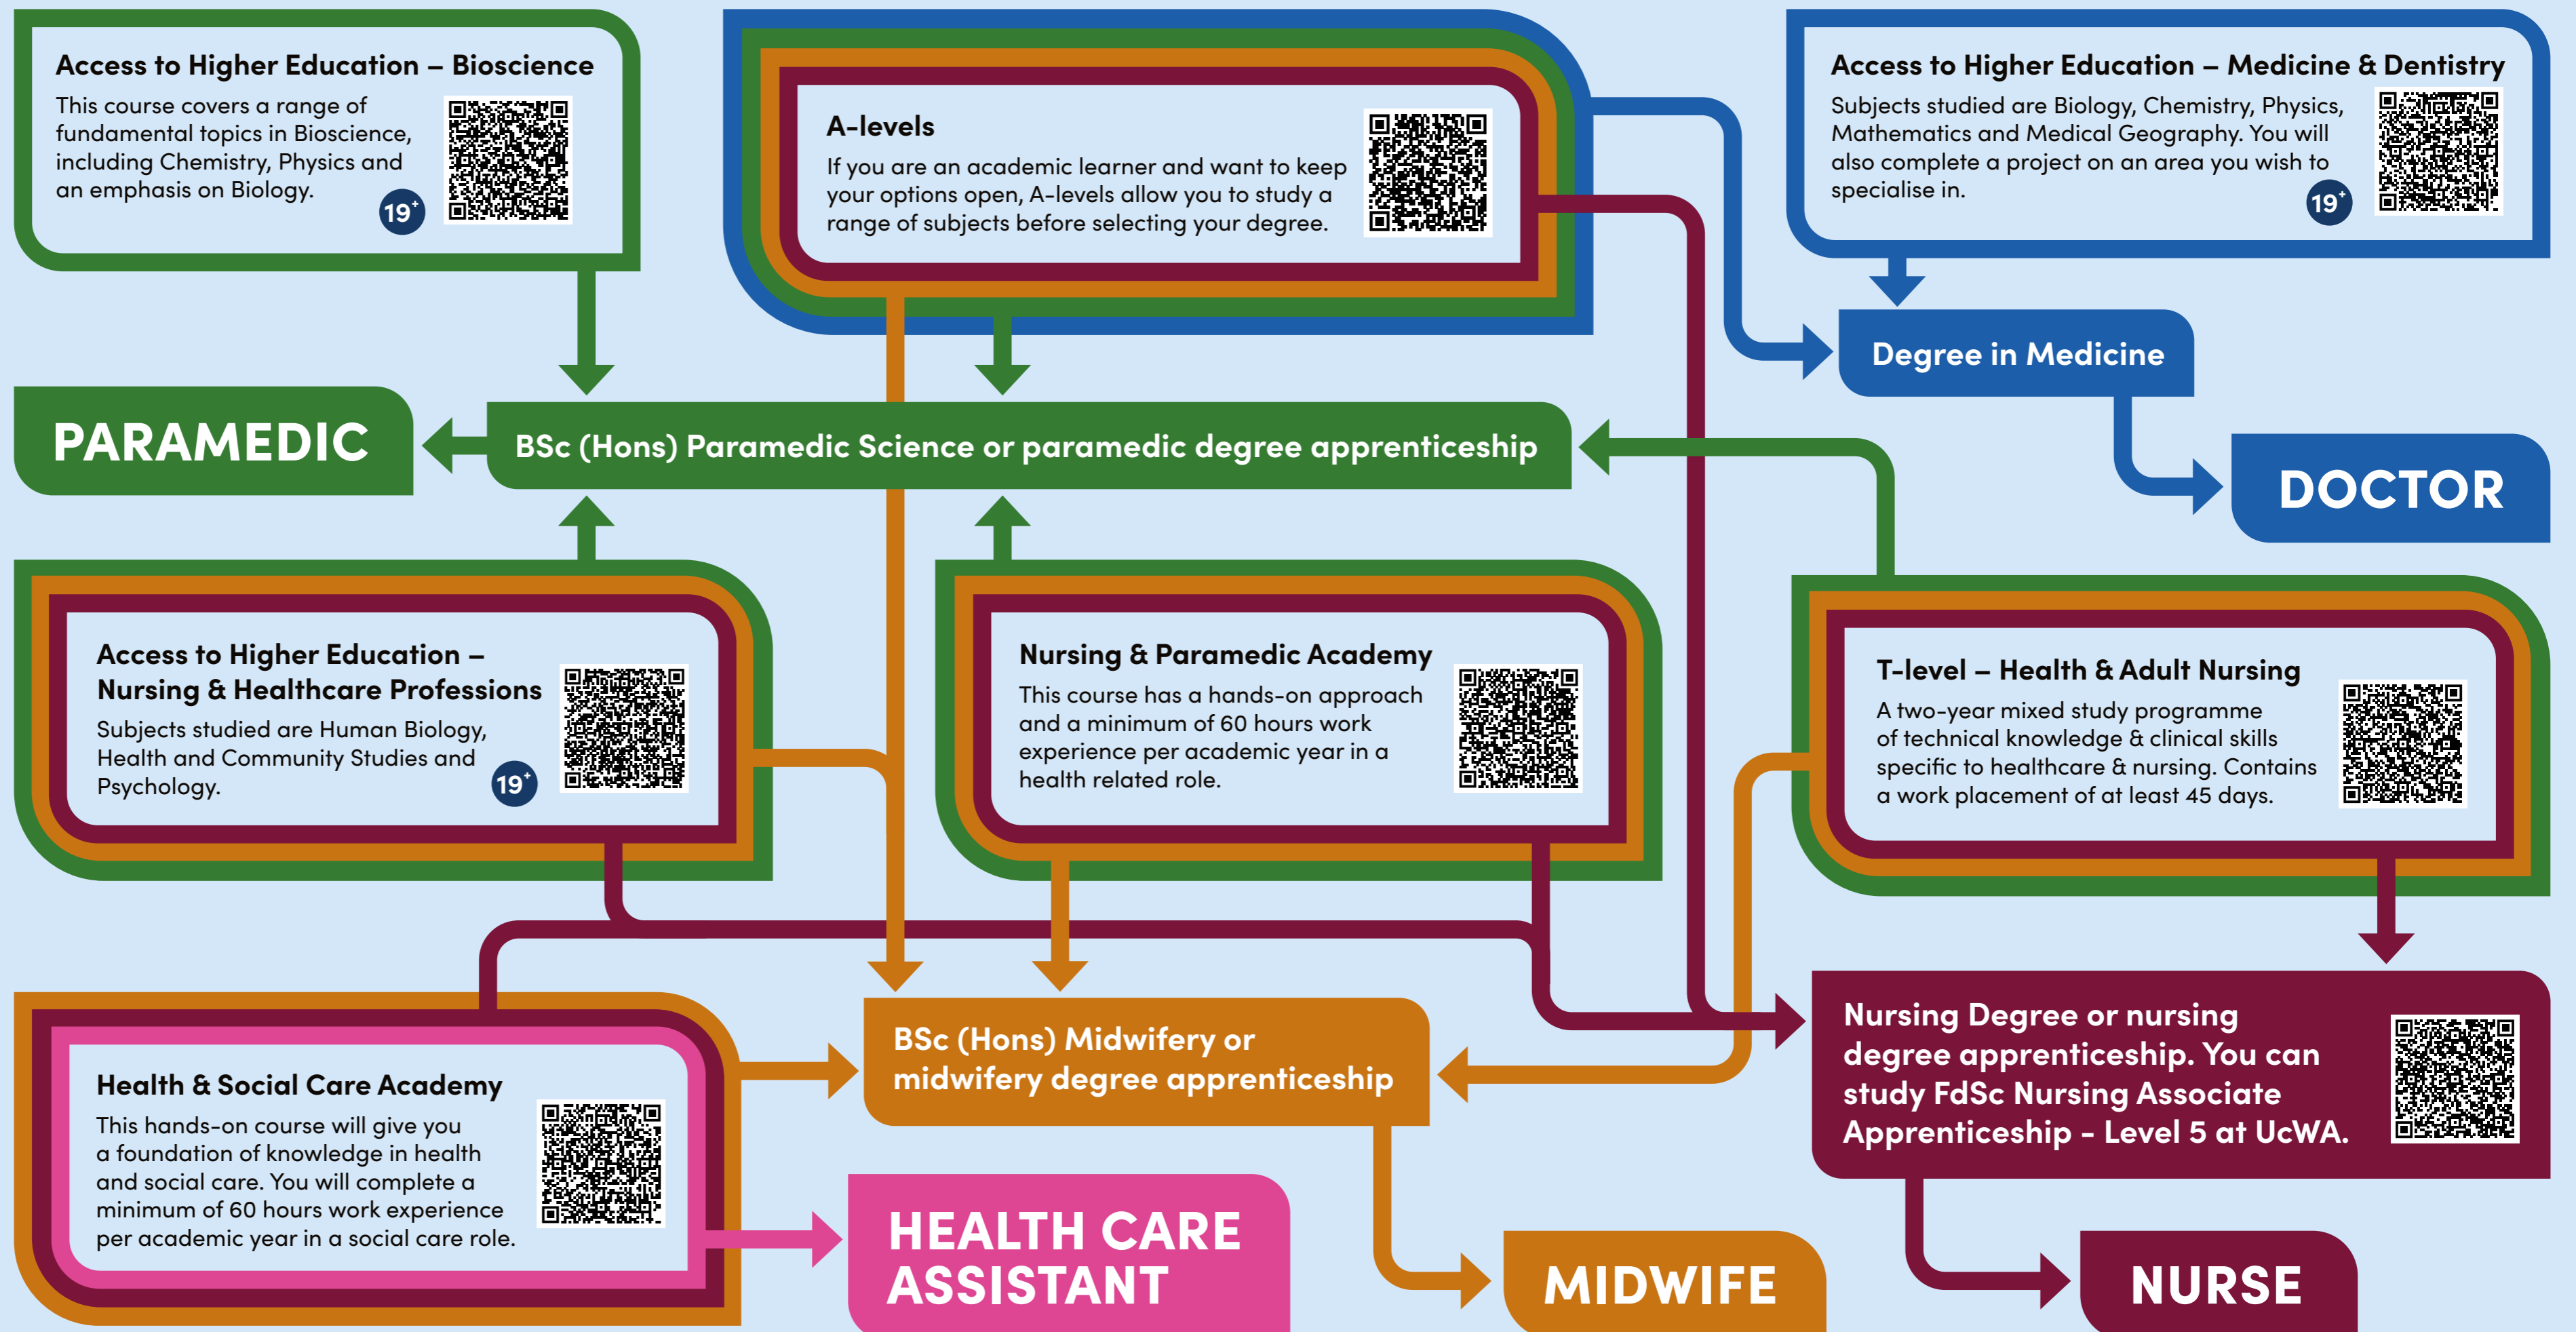 Access to Higher Education – Bioscience
This course covers a range of
fundamental topics in Bioscience,
including Chemistry, Physics and
an emphasis on Biology.
19+
A-levels
If you are an academic learner and want to keep
your options open, A-levels allow you to study a
range of subjects before selecting your degree.
Access to Higher Education – Medicine & Dentistry
Subjects studied are Biology, Chemistry, Physics,
Mathematics and Medical Geography. You will
also complete a project on an area you wish to
specialise in.
19+
Degree in Medicine
PARAMEDIC
BSc (Hons) Paramedic Science or paramedic degree apprenticeship
DOCTOR
Access to Higher Education –
Nursing & Healthcare Professions
Subjects studied are Human Biology,
Health and Community Studies and
Psychology.
19+
Nursing & Paramedic Academy
This course has a hands-on approach
and a minimum of 60 hours work
experience per academic year in a
health related role.
T-level – Health & Adult Nursing
A two-year mixed study programme
of technical knowledge & clinical skills
specific to healthcare & nursing. Contains
a work placement of at least 45 days.
Health & Social Care Academy
This hands-on course will give you
a foundation of knowledge in health
and social care. You will complete a
minimum of 60 hours work experience
per academic year in a social care role.
BSc (Hons) Midwifery or
midwifery degree apprenticeship
Nursing Degree or nursing
degree apprenticeship. You can
study FdSc Nursing Associate
Apprenticeship - Level 5 at UcWA.
HEALTH CARE
ASSISTANT
MIDWIFE
NURSE